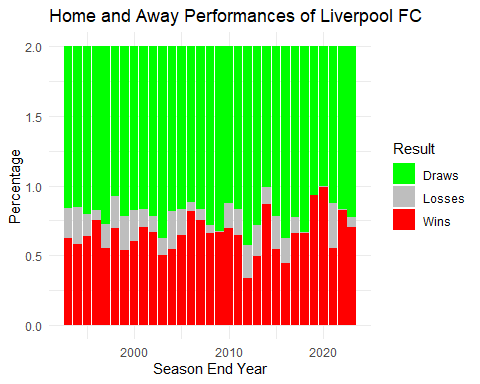 Home and Away Performances of Liverpool FC
Percentage
2.0
1.5
1.0
0.5
0.0
2000 2010 2020
Season End Year
Result
Draws
Losses
Wins